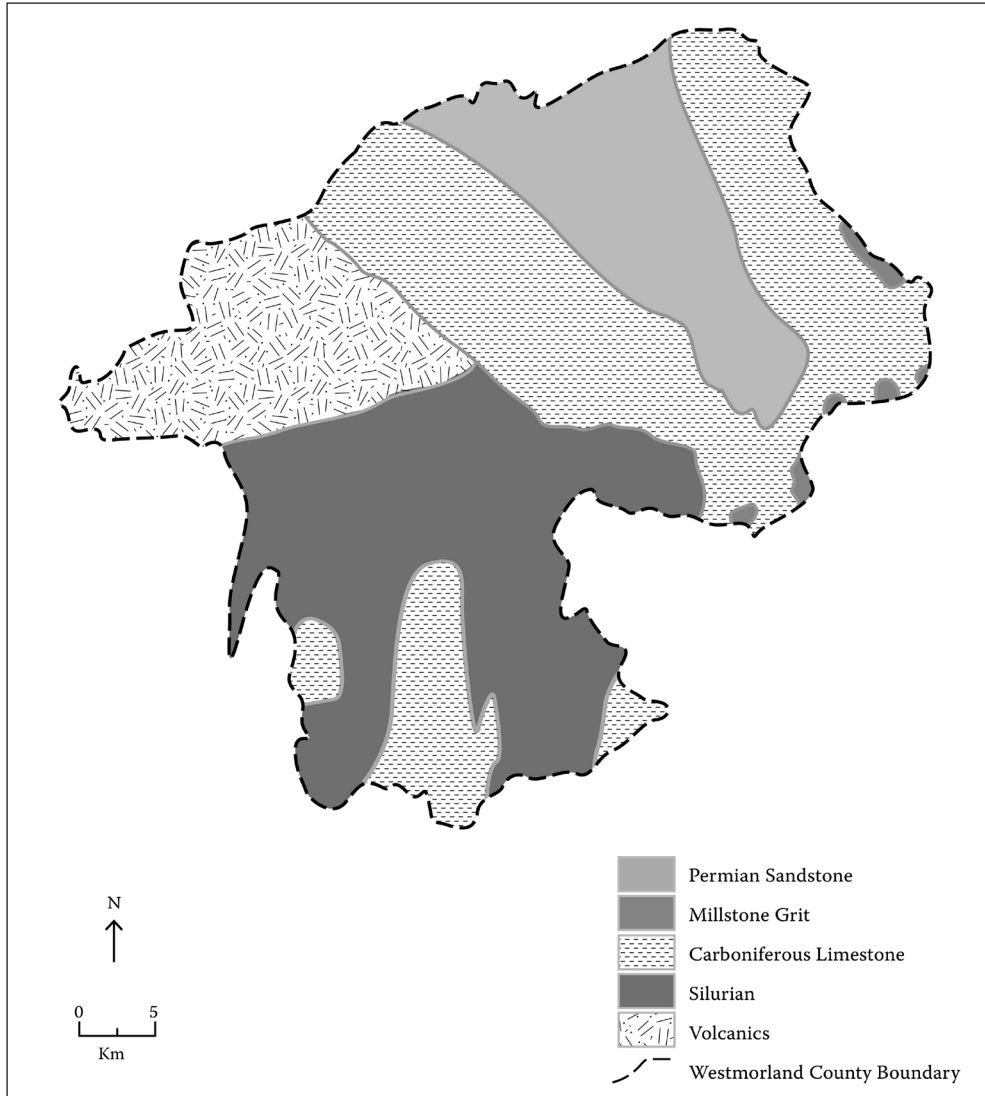 Permian Sandstone
Millstone Grit
Carboniferous Limestone
Silurian
Volcanics
Westmorland County Boundary
N
0 5
Km